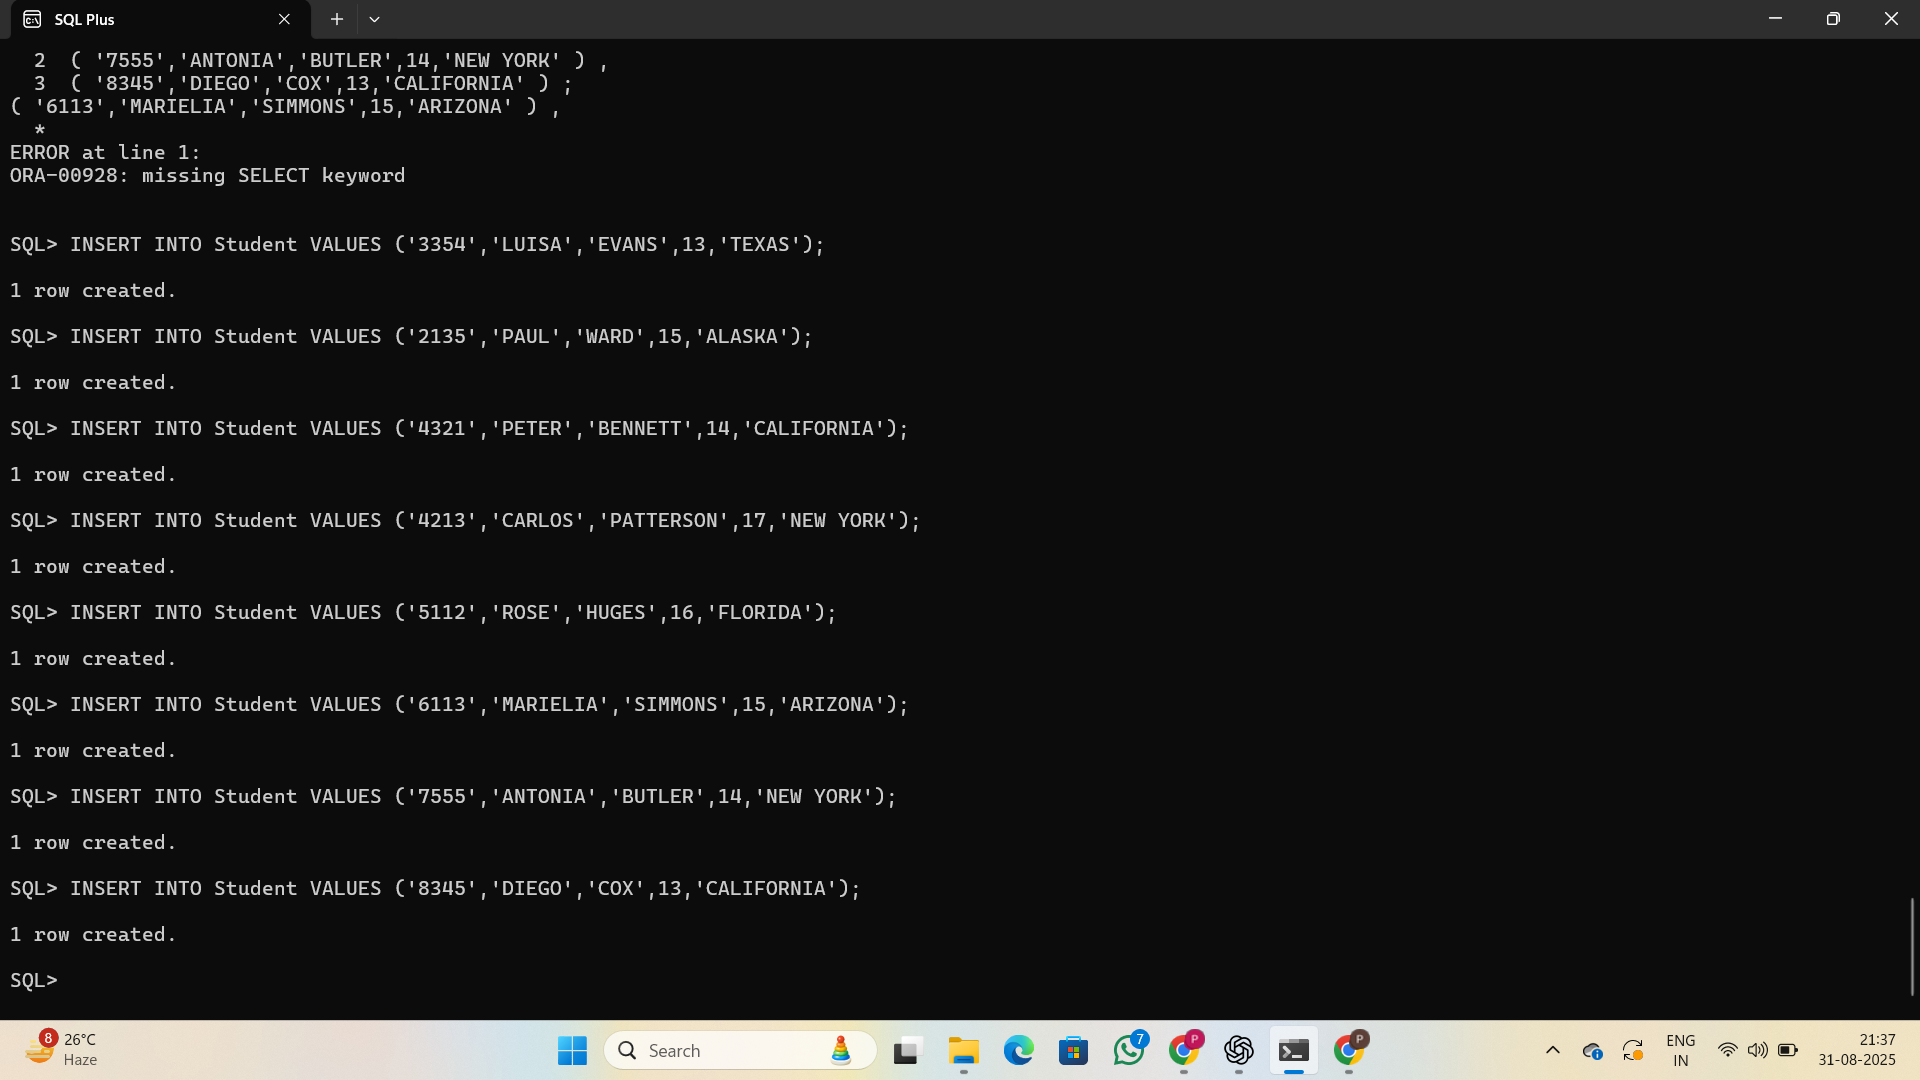 SQL Plus
  2  ( '7555','ANTONIA','BUTLER',14,'NEW YORK' ) ,
  3  ( '8345','DIEGO','COX',13,'CALIFORNIA' ) ;
( '6113','MARIELIA','SIMMONS',15,'ARIZONA' ) ,
  *
ERROR at line 1:
ORA-00928: missing SELECT keyword
SQL> INSERT INTO Student VALUES ('3354','LUISA','EVANS',13,'TEXAS');
1 row created.
SQL> INSERT INTO Student VALUES ('2135','PAUL','WARD',15,'ALASKA');
1 row created.
SQL> INSERT INTO Student VALUES ('4321','PETER','BENNETT',14,'CALIFORNIA');
1 row created.
SQL> INSERT INTO Student VALUES ('4213','CARLOS','PATTERSON',17,'NEW YORK');
1 row created.
SQL> INSERT INTO Student VALUES ('5112','ROSE','HUGES',16,'FLORIDA');
1 row created.
SQL> INSERT INTO Student VALUES ('6113','MARIELIA','SIMMONS',15,'ARIZONA');
1 row created.
SQL> INSERT INTO Student VALUES ('7555','ANTONIA','BUTLER',14,'NEW YORK');
1 row created.
SQL> INSERT INTO Student VALUES ('8345','DIEGO','COX',13,'CALIFORNIA');
1 row created.
SQL>
8
26°C
Haze
Search
7
P
P
ENG
IN
21:37
31-08-2025